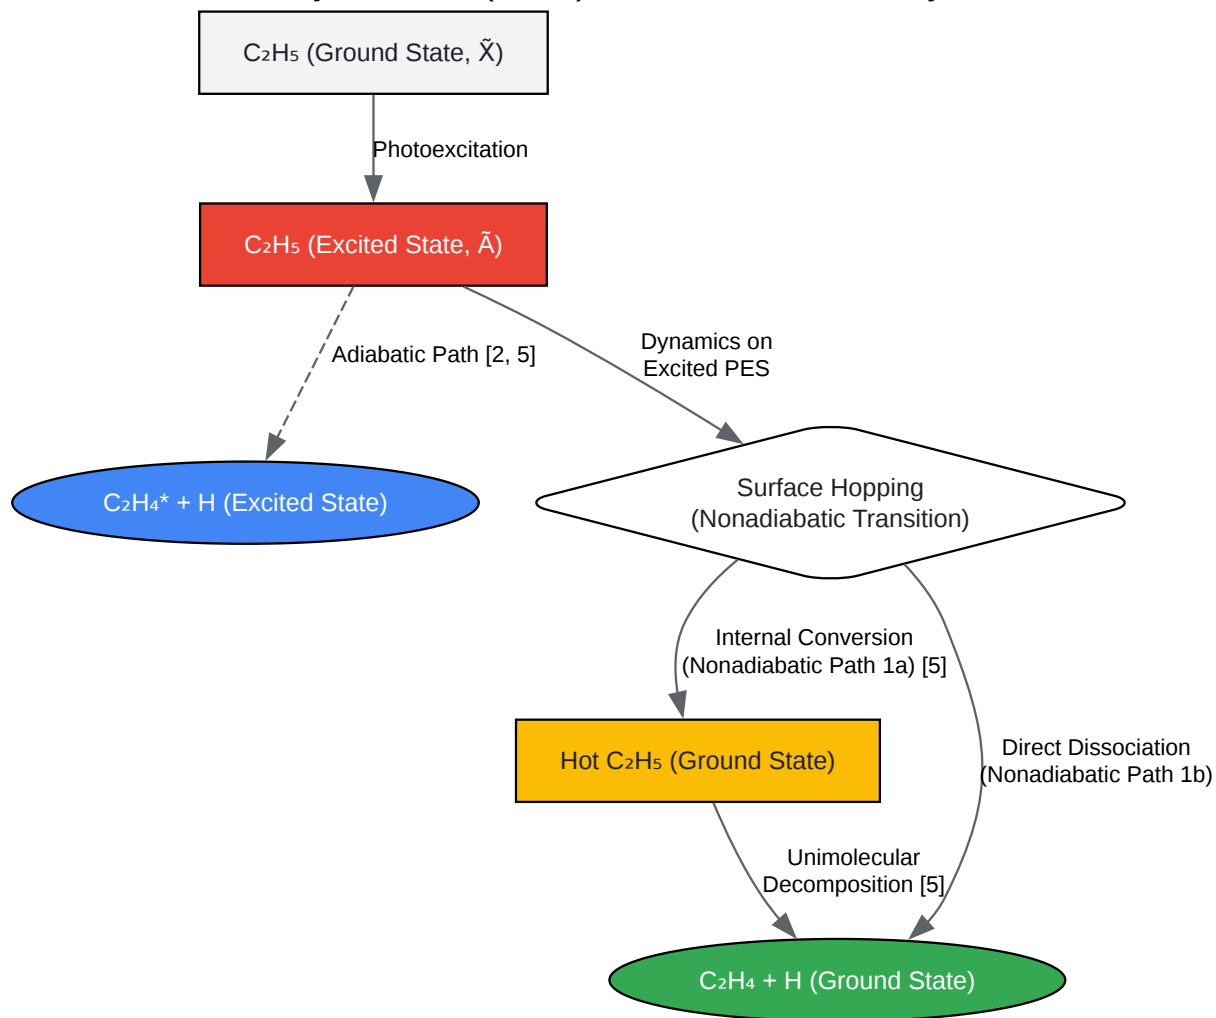 C₂H₅ (Ground State, X̃)
Photoexcitation
C₂H₅ (Excited State, Ã)
Adiabatic Path [2, 5]
Dynamics on
Excited PES
C₂H₄* + H (Excited State)
Surface Hopping
(Nonadiabatic Transition)
Internal Conversion
(Nonadiabatic Path 1a) [5]
Hot C₂H₅ (Ground State)
Direct Dissociation
(Nonadiabatic Path 1b)
Unimolecular
Decomposition [5]
C₂H₄ + H (Ground State)